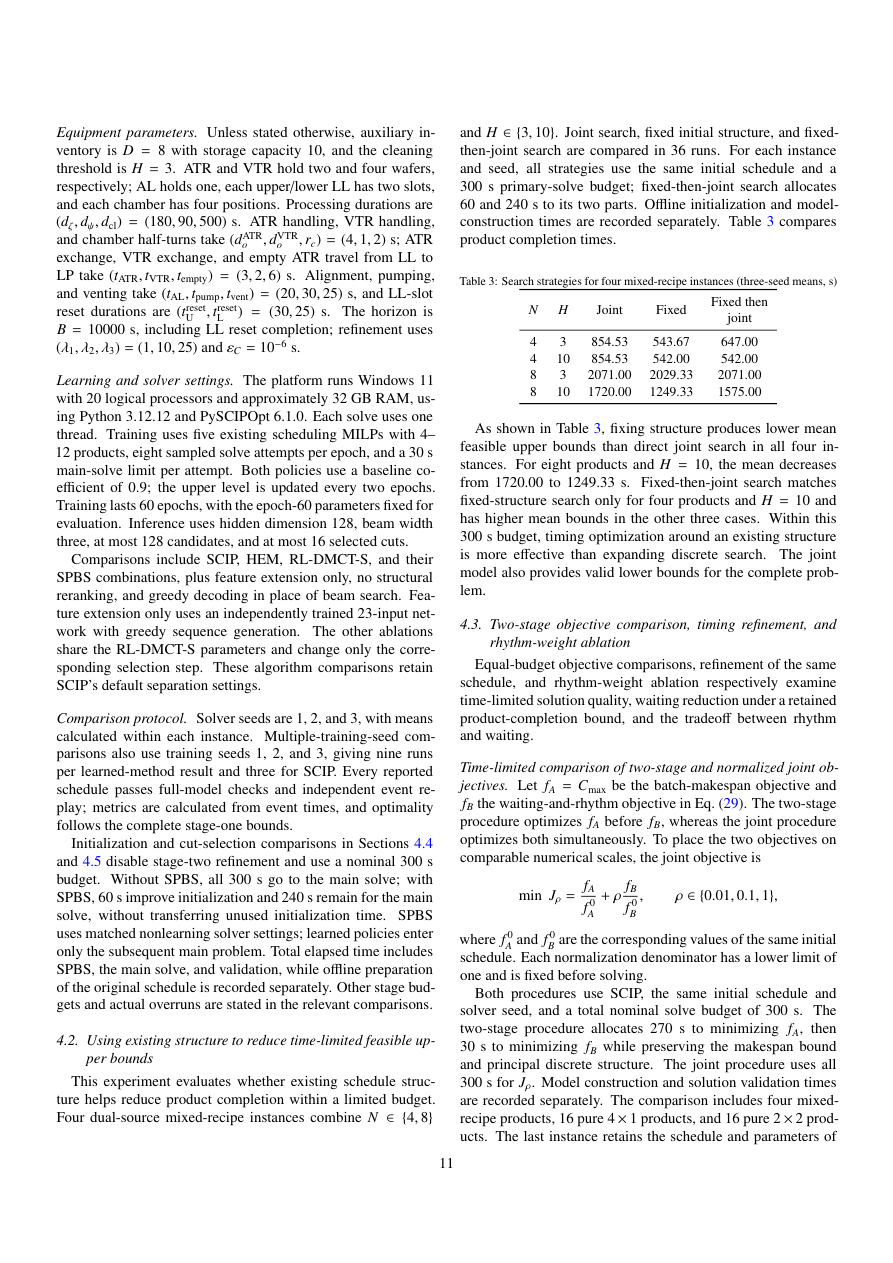 Equipment parameters. Unless stated otherwise, auxiliary in-
ventory is D = 8 with storage capacity 10, and the cleaning
threshold is H = 3. ATR and VTR hold two and four wafers,
respectively; AL holds one, each upper/lower LL has two slots,
and each chamber has four positions. Processing durations are
(dζ, dψ, dcl) = (180, 90, 500) s. ATR handling, VTR handling,
and chamber half-turns take (d_o^ATR, d_o^VTR, r_c) = (4, 1, 2) s; ATR
exchange, VTR exchange, and empty ATR travel from LL to
LP take (t_ATR, t_VTR, t_empty) = (3, 2, 6) s. Alignment, pumping,
and venting take (t_AL, t_pump, t_vent) = (20, 30, 25) s, and LL-slot
reset durations are (t_U^reset, t_L^reset) = (30, 25) s. The horizon is
B = 10000 s, including LL reset completion; refinement uses
(λ1, λ2, λ3) = (1, 10, 25) and εC = 10⁻⁶ s.
Learning and solver settings. The platform runs Windows 11
with 20 logical processors and approximately 32 GB RAM, us-
ing Python 3.12.12 and PySCIPOpt 6.1.0. Each solve uses one
thread. Training uses five existing scheduling MILPs with 4–
12 products, eight sampled solve attempts per epoch, and a 30 s
main-solve limit per attempt. Both policies use a baseline co-
efficient of 0.9; the upper level is updated every two epochs.
Training lasts 60 epochs, with the epoch-60 parameters fixed for
evaluation. Inference uses hidden dimension 128, beam width
three, at most 128 candidates, and at most 16 selected cuts.
Comparisons include SCIP, HEM, RL-DMCT-S, and their
SPBS combinations, plus feature extension only, no structural
reranking, and greedy decoding in place of beam search. Fea-
ture extension only uses an independently trained 23-input net-
work with greedy sequence generation. The other ablations
share the RL-DMCT-S parameters and change only the corre-
sponding selection step. These algorithm comparisons retain
SCIP's default separation settings.
Comparison protocol. Solver seeds are 1, 2, and 3, with means
calculated within each instance. Multiple-training-seed com-
parisons also use training seeds 1, 2, and 3, giving nine runs
per learned-method result and three for SCIP. Every reported
schedule passes full-model checks and independent event re-
play; metrics are calculated from event times, and optimality
follows the complete stage-one bounds.
Initialization and cut-selection comparisons in Sections 4.4
and 4.5 disable stage-two refinement and use a nominal 300 s
budget. Without SPBS, all 300 s go to the main solve; with
SPBS, 60 s improve initialization and 240 s remain for the main
solve, without transferring unused initialization time. SPBS
uses matched nonlearning solver settings; learned policies enter
only the subsequent main problem. Total elapsed time includes
SPBS, the main solve, and validation, while offline preparation
of the original schedule is recorded separately. Other stage bud-
gets and actual overruns are stated in the relevant comparisons.
4.2. Using existing structure to reduce time-limited feasible up-
per bounds
This experiment evaluates whether existing schedule struc-
ture helps reduce product completion within a limited budget.
Four dual-source mixed-recipe instances combine N ∈ {4, 8}
and H ∈ {3, 10}. Joint search, fixed initial structure, and fixed-
then-joint search are compared in 36 runs. For each instance
and seed, all strategies use the same initial schedule and a
300 s primary-solve budget; fixed-then-joint search allocates
60 and 240 s to its two parts. Offline initialization and model-
construction times are recorded separately. Table 3 compares
product completion times.
Table 3: Search strategies for four mixed-recipe instances (three-seed means, s)
N H Joint Fixed Fixed then
joint
4 3 854.53 543.67 647.00
4 10 854.53 542.00 542.00
8 3 2071.00 2029.33 2071.00
8 10 1720.00 1249.33 1575.00
As shown in Table 3, fixing structure produces lower mean
feasible upper bounds than direct joint search in all four in-
stances. For eight products and H = 10, the mean decreases
from 1720.00 to 1249.33 s. Fixed-then-joint search matches
fixed-structure search only for four products and H = 10 and
has higher mean bounds in the other three cases. Within this
300 s budget, timing optimization around an existing structure
is more effective than expanding discrete search. The joint
model also provides valid lower bounds for the complete prob-
lem.
4.3. Two-stage objective comparison, timing refinement, and
rhythm-weight ablation
Equal-budget objective comparisons, refinement of the same
schedule, and rhythm-weight ablation respectively examine
time-limited solution quality, waiting reduction under a retained
product-completion bound, and the tradeoff between rhythm
and waiting.
Time-limited comparison of two-stage and normalized joint ob-
jectives. Let f_A = C_max be the batch-makespan objective and
f_B the waiting-and-rhythm objective in Eq. (29). The two-stage
procedure optimizes f_A before f_B, whereas the joint procedure
optimizes both simultaneously. To place the two objectives on
comparable numerical scales, the joint objective is
min J_ρ = f_A / f_A^0 + ρ f_B / f_B^0, ρ ∈ {0.01, 0.1, 1},
where f_A^0 and f_B^0 are the corresponding values of the same initial
schedule. Each normalization denominator has a lower limit of
one and is fixed before solving.
Both procedures use SCIP, the same initial schedule and
solver seed, and a total nominal solve budget of 300 s. The
two-stage procedure allocates 270 s to minimizing f_A, then
30 s to minimizing f_B while preserving the makespan bound
and principal discrete structure. The joint procedure uses all
300 s for J_ρ. Model construction and solution validation times
are recorded separately. The comparison includes four mixed-
recipe products, 16 pure 4 × 1 products, and 16 pure 2 × 2 prod-
ucts. The last instance retains the schedule and parameters of
11